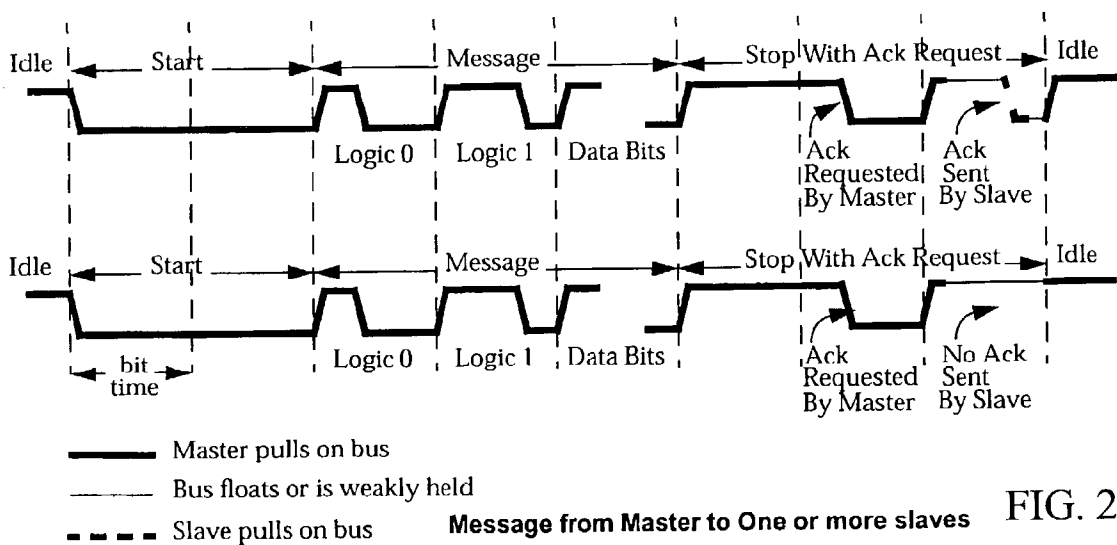 Idle Start Message Stop With Ack Request Idle
Logic 0 Logic 1 Data Bits
Ack Requested By Master
Ack Sent By Slave
Idle Start Message Stop With Ack Request Idle
bit time
Logic 0 Logic 1 Data Bits
Ack Requested By Master
No Ack Sent By Slave
Master pulls on bus
Bus floats or is weakly held
Slave pulls on bus
Message from Master to One or more slaves
FIG. 2